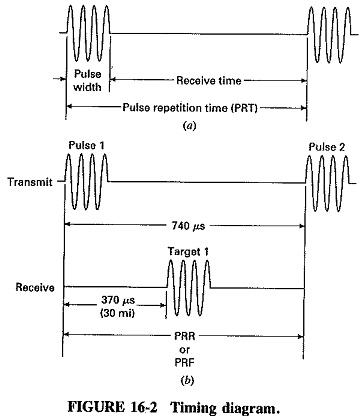 Pulse
width
Receive time
Pulse repetition time (PRT)
(a)
Pulse 1
Pulse 2
Transmit
740 μs
Target 1
Receive
370 μs
(30 mi)
PRR
or
PRF
(b)
FIGURE 16-2 Timing diagram.